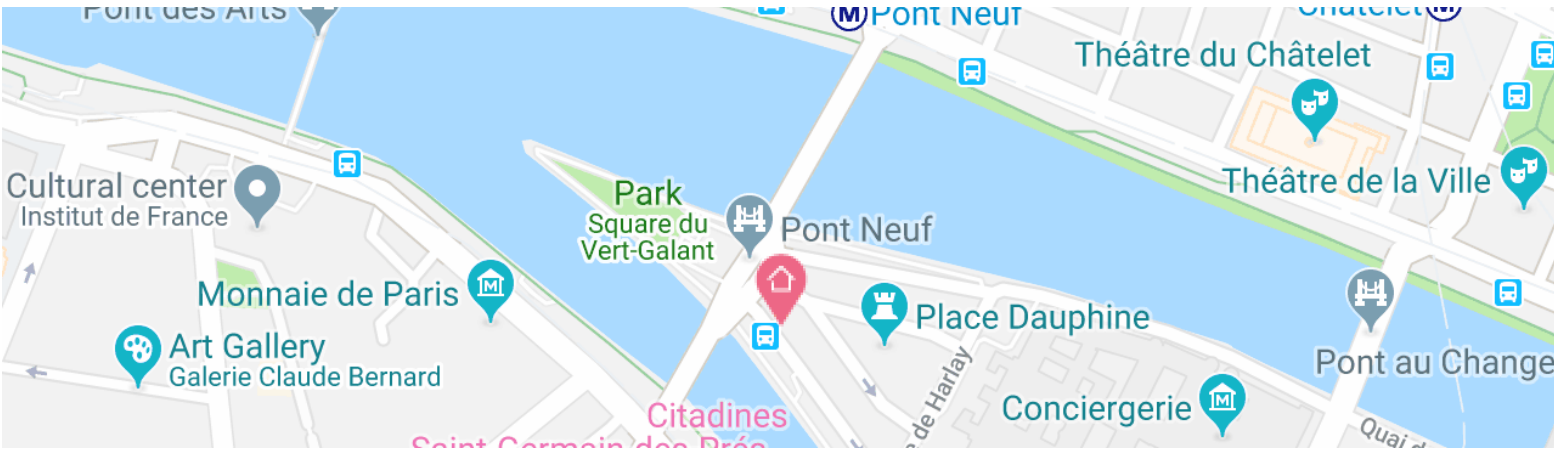 Pont des Arts
M Pont Neuf
Châtelet M
Théâtre du Châtelet
Théâtre de la Ville
Cultural center
Institut de France
Park
Square du
Vert-Galant
Pont Neuf
Monnaie de Paris
M
Place Dauphine
Art Gallery
Galerie Claude Bernard
Pont au Change
de Harlay
Conciergerie
M
Citadines
Saint-Germain-des-Prés
Quai d